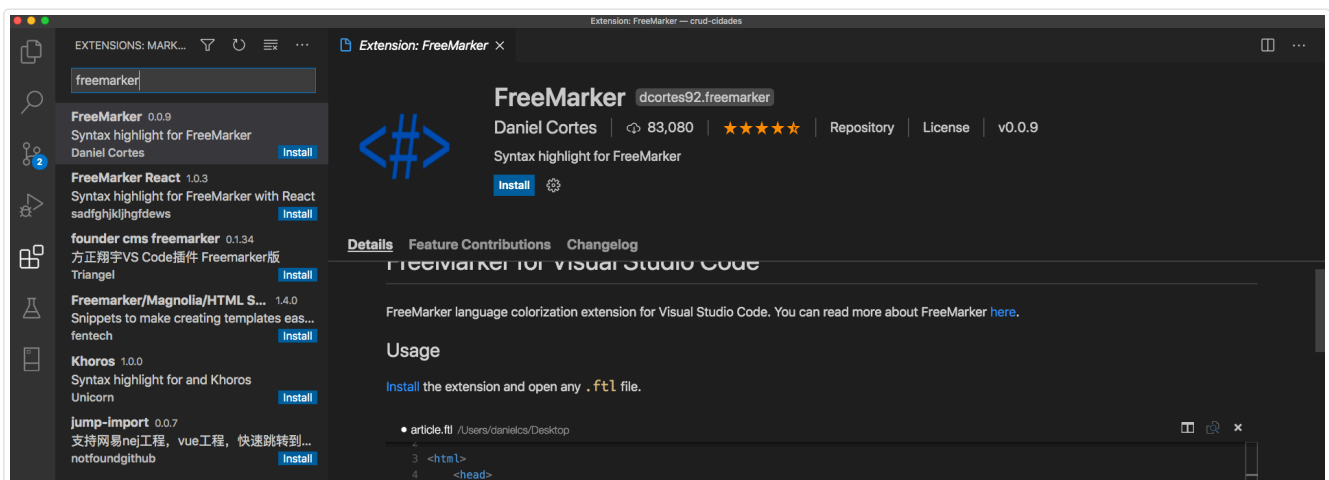 Extension: FreeMarker — crud-cidades
EXTENSIONS: MARK...
Extension: FreeMarker
freemarker
FreeMarker 0.0.9
Syntax highlight for FreeMarker
Daniel Cortes Install
FreeMarker React 1.0.3
Syntax highlight for FreeMarker with React
sadfghjkljhgfdews Install
founder cms freemarker 0.1.34
方正翔宇VS Code插件 Freemarker版
Triangel Install
Freemarker/Magnolia/HTML S... 1.4.0
Snippets to make creating templates eas...
fentech Install
Khoros 1.0.0
Syntax highlight for and Khoros
Unicorn Install
jump-import 0.0.7
支持网易nej工程，vue工程，快速跳转到...
notfoundgithub Install
2
FreeMarker dcortes92.freemarker
Daniel Cortes 83,080 Repository License v0.0.9
Syntax highlight for FreeMarker
Install
Details Feature Contributions Changelog
FreeMarker for Visual Studio Code
FreeMarker language colorization extension for Visual Studio Code. You can read more about FreeMarker here.
Usage
Install the extension and open any .ftl file.
article.ftl /Users/danielcs/Desktop
2
3 <html>
4 <head>